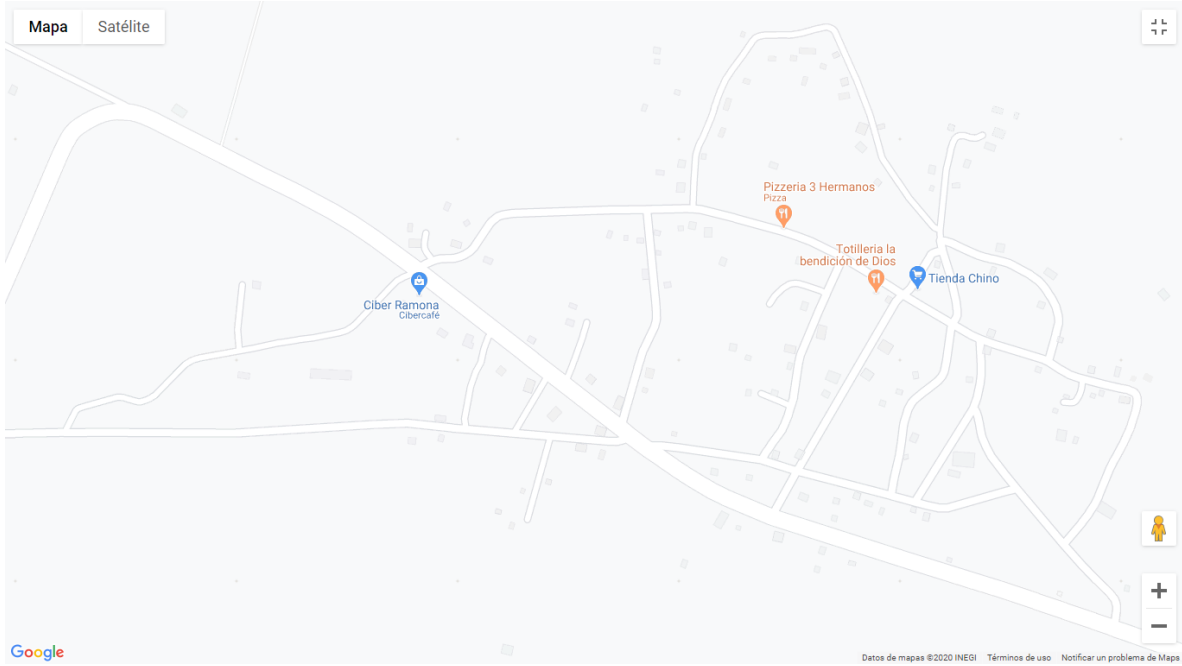 Mapa
Satélite
Pizzeria 3 Hermanos
Pizza
Totilleria la
bendición de Dios
Tienda Chino
Ciber Ramona
Cibercafé
Google
Datos de mapas ©2020 INEGI
Términos de uso
Notificar un problema de Maps